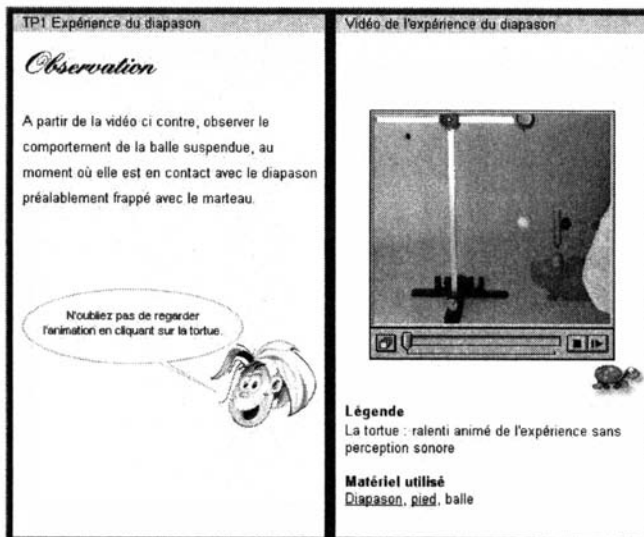 TP1 Expérience du diapason
Observation
A partir de la vidéo ci contre, observer le
comportement de la balle suspendue, au
moment où elle est en contact avec le diapason
préalablement frappé avec le marteau.
N'oubliez pas de regarder
l'animation en cliquant sur la tortue.
Vidéo de l'expérience du diapason
Légende
La tortue : ralenti animé de l'expérience sans
perception sonore
Matériel utilisé
Diapason, pied, balle